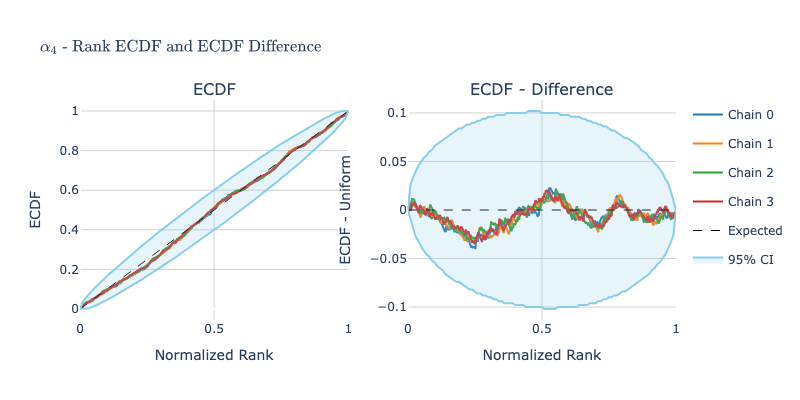 α₄ - Rank ECDF and ECDF Difference
ECDF
ECDF - Difference
1
0.8
0.6
0.4
0.2
0
ECDF
0
0.5
1
Normalized Rank
0.1
0.05
0
−0.05
−0.1
ECDF - Uniform
0
0.5
1
Normalized Rank
Chain 0
Chain 1
Chain 2
Chain 3
Expected
95% CI